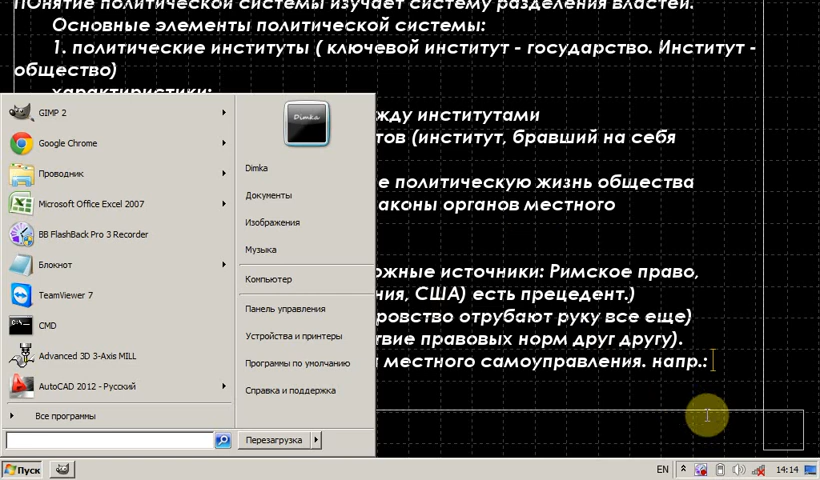 ПОнятие политической системы изучает систему разделения властей.
Основные элементы политической системы:
1. политические институты ( ключевой институт - государство. Институт -
общество)
характиристики:
жду институтами
тов (институт, бравший на себя
е политическую жизнь общества
аконы органов местного
ожные источники: Римское право,
ния, США) есть прецедент.)
ровство отрубают руку все еще)
твие правовых норм друг другу).
местного самоуправления. напр.:
GIMP 2
Google Chrome
Проводник
Microsoft Office Excel 2007
BB FlashBack Pro 3 Recorder
Блокнот
TeamViewer 7
CMD
Advanced 3D 3-Axis MILL
AutoCAD 2012 - Русский
Все программы
Dimka
Dimka
Документы
Изображения
Музыка
Компьютер
Панель управления
Устройства и принтеры
Программы по умолчанию
Справка и поддержка
Перезагрузка
Пуск
EN
14:14